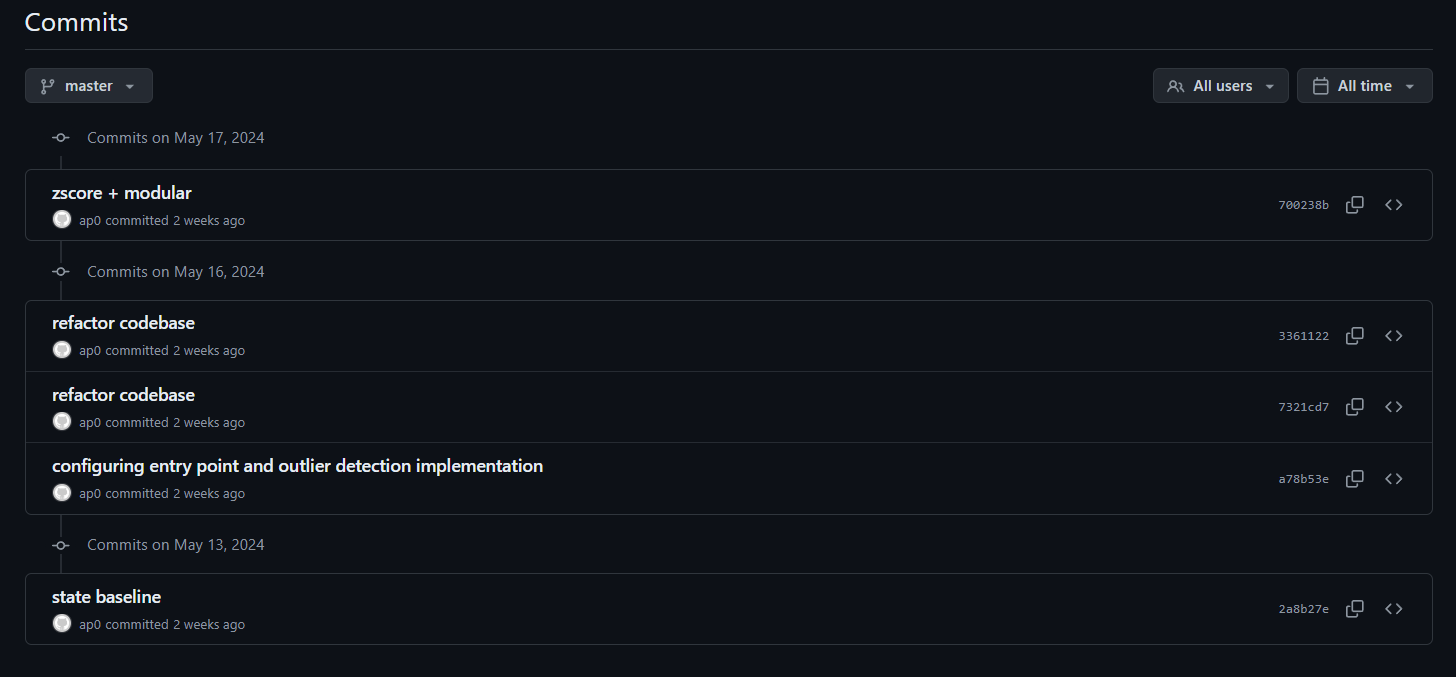 Commits
master
All users
All time
Commits on May 17, 2024
zscore + modular
ap0 committed 2 weeks ago
700238b
Commits on May 16, 2024
refactor codebase
ap0 committed 2 weeks ago
3361122
refactor codebase
ap0 committed 2 weeks ago
7321cd7
configuring entry point and outlier detection implementation
ap0 committed 2 weeks ago
a78b53e
Commits on May 13, 2024
state baseline
ap0 committed 2 weeks ago
2a8b27e